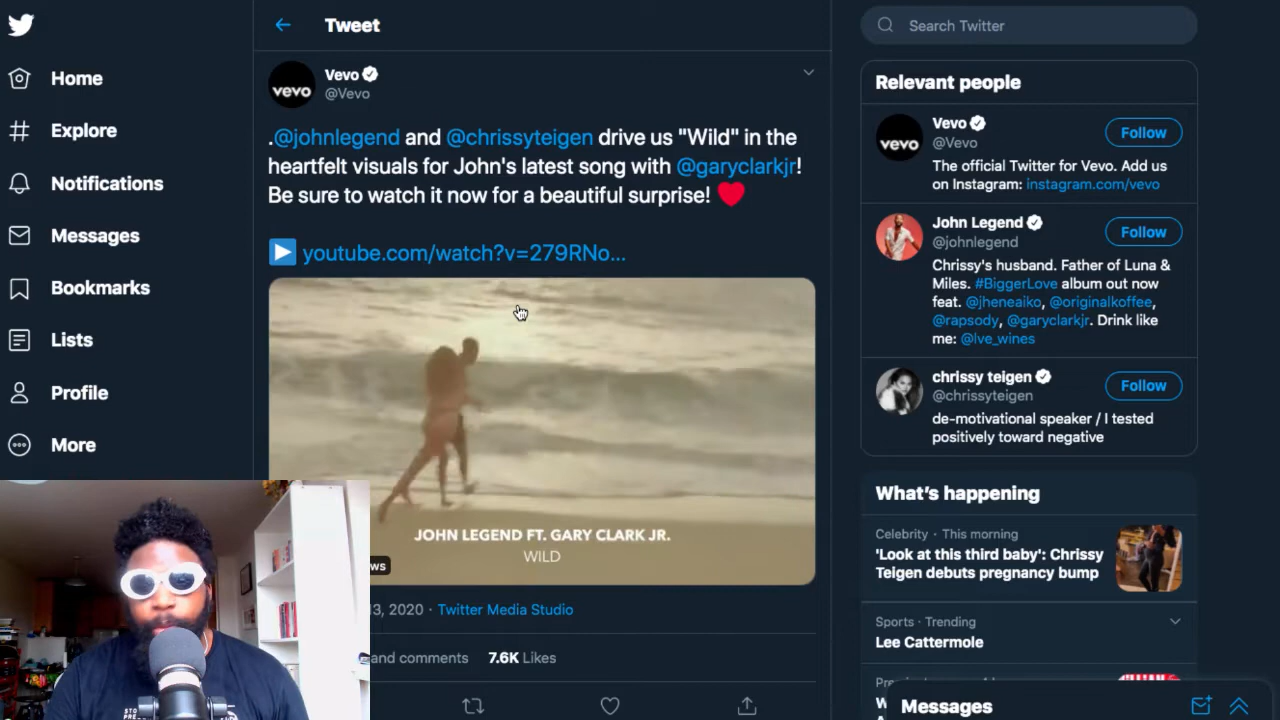 Home
Explore
Notifications
Messages
Bookmarks
Lists
Profile
More
Tweet
vevo
Vevo
@Vevo
.@johnlegend and @chrissyteigen drive us "Wild" in the
heartfelt visuals for John's latest song with @garyclarkjr!
Be sure to watch it now for a beautiful surprise!
youtube.com/watch?v=279RNo...
JOHN LEGEND FT. GARY CLARK JR.
WILD
ws
13, 2020 · Twitter Media Studio
and comments 7.6K Likes
Search Twitter
Relevant people
vevo
Vevo
@Vevo
Follow
The official Twitter for Vevo. Add us
on Instagram: instagram.com/vevo
John Legend
@johnlegend
Follow
Chrissy's husband. Father of Luna &
Miles. #BiggerLove album out now
feat. @jheneaiko, @originalkoffee,
@rapsody, @garyclarkjr. Drink like
me: @lve_wines
chrissy teigen
@chrissyteigen
Follow
de-motivational speaker / I tested
positively toward negative
What's happening
Celebrity · This morning
'Look at this third baby': Chrissy
Teigen debuts pregnancy bump
Sports · Trending
Lee Cattermole
Messages